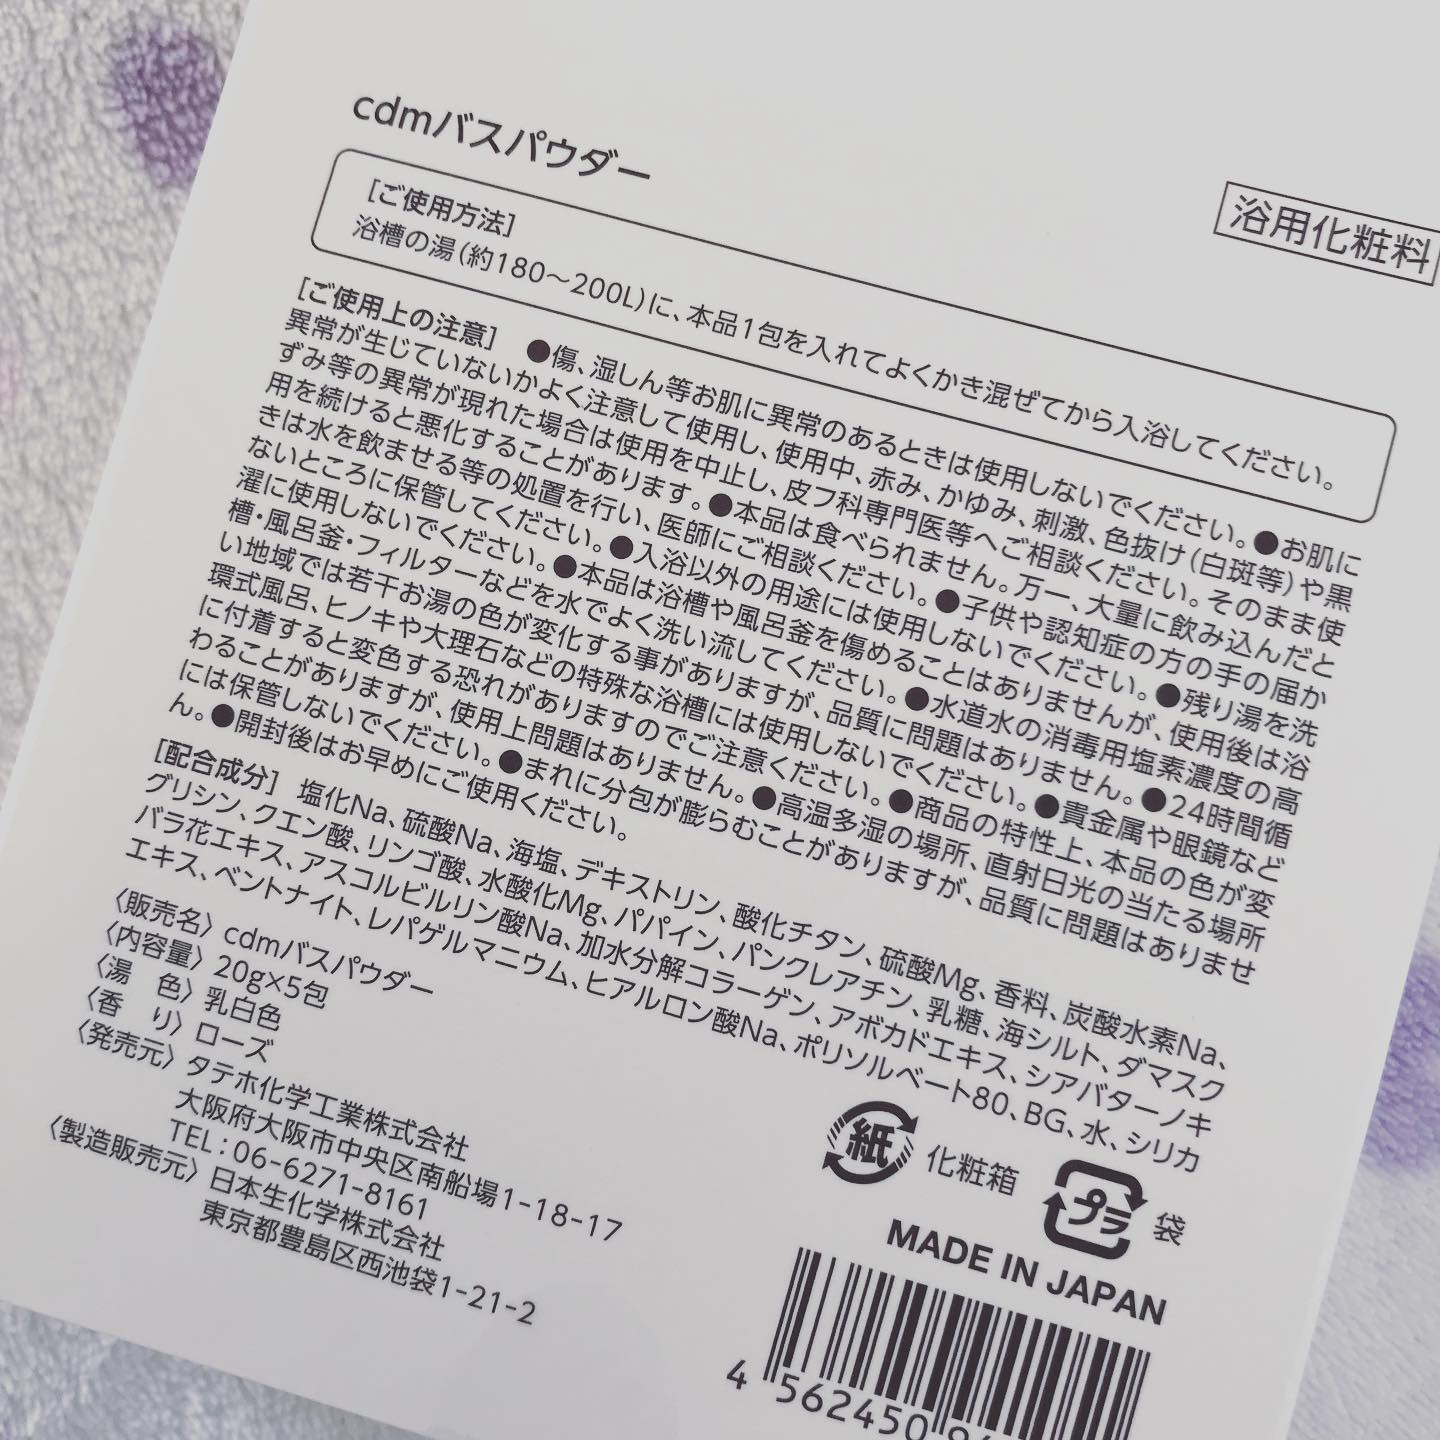 cdmバスパウダー
浴用化粧料
[ご使用方法]
浴槽の湯(約180～200L)に、本品1包を入れてよくかき混ぜてから入浴してください。
[ご使用上の注意] ●傷、湿しん等お肌に異常のあるときは使用しないでください。●お肌に
異常が生じていないかよく注意して使用し、使用中、赤み、かゆみ、刺激、色抜け(白斑等)や黒
ずみ等の異常が現れた場合は使用を中止し、皮フ科専門医等へご相談ください。そのまま使
用を続けると悪化することがあります。●本品は食べられません。万一、大量に飲み込んだと
きは水を飲ませる等の処置を行い、医師にご相談ください。●子供や認知症の方の手の届か
ないところに保管してください。●入浴以外の用途には使用しないでください。●残り湯を洗
濯に使用しないでください。●本品は浴槽や風呂釜を傷めることはありませんが、使用後は浴
槽・風呂釜・フィルターなどを水でよく洗い流してください。●水道水の消毒用塩素濃度の高
い地域では若干お湯の色が変化する事がありますが、品質に問題はありません。●24時間循
環式風呂、ヒノキや大理石などの特殊な浴槽には使用しないでください。●貴金属や眼鏡など
に付着すると変色する恐れがありますのでご注意ください。●商品の特性上、本品の色が変
わることがありますが、使用上問題はありません。●高温多湿の場所、直射日光の当たる場所
には保管しないでください。●まれに分包が膨らむことがありますが、品質に問題はありませ
ん。●開封後はお早めにご使用ください。
[配合成分] 塩化Na、硫酸Na、海塩、デキストリン、酸化チタン、硫酸Mg、香料、炭酸水素Na、
グリシン、クエン酸、リンゴ酸、水酸化Mg、パパイン、パンクレアチン、乳糖、海シルト、ダマスク
バラ花エキス、アスコルビルリン酸Na、加水分解コラーゲン、アボカドエキス、シアバターノキ
エキス、ベントナイト、レパゲルマニウム、ヒアルロン酸Na、ポリソルベート80、BG、水、シリカ
〈販売名〉cdmバスパウダー
〈内容量〉20g×5包
〈湯 色〉乳白色
〈香 り〉ローズ
〈発売元〉タテホ化学工業株式会社
大阪府大阪市中央区南船場1-18-17
TEL：06-6271-8161
〈製造販売元〉日本生化学株式会社
東京都豊島区西池袋1-21-2
紙 化粧箱 プラ 袋
MADE IN JAPAN
4 562450